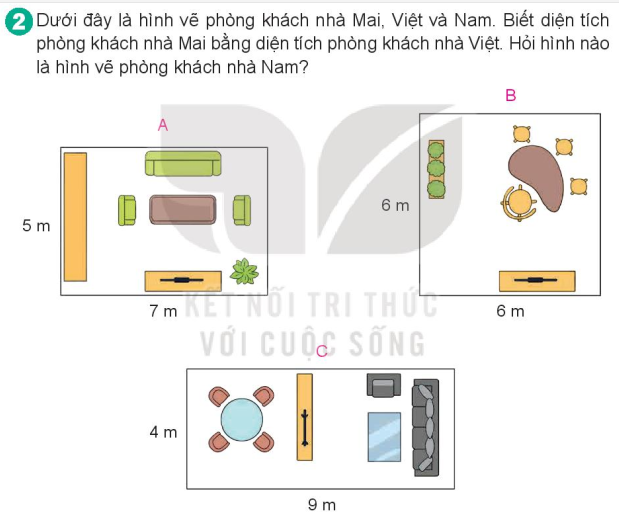 2 Dưới đây là hình vẽ phòng khách nhà Mai, Việt và Nam. Biết diện tích
phòng khách nhà Mai bằng diện tích phòng khách nhà Việt. Hỏi hình nào
là hình vẽ phòng khách nhà Nam?
B
A
6 m
5 m
7 m
6 m
KẾT NỐI TRI THỨC
VỚI CUỘC SỐNG
C
4 m
9 m